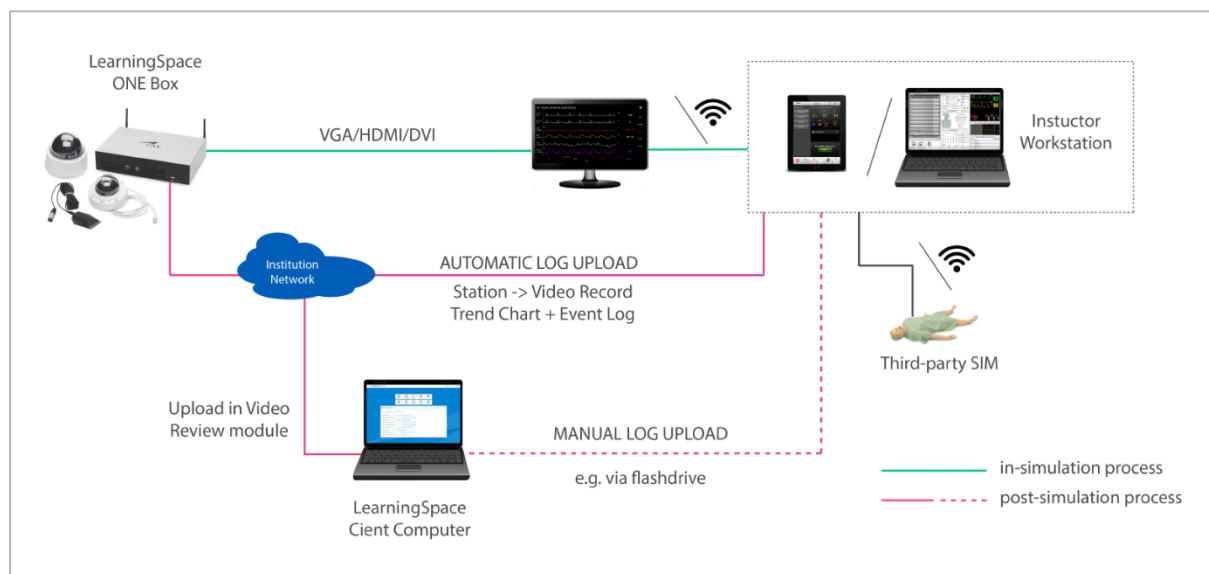 LearningSpace
ONE Box
VGA/HDMI/DVI
Instuctor
Workstation
Institution
Network
AUTOMATIC LOG UPLOAD
Station -> Video Record
Trend Chart + Event Log
Third-party SIM
Upload in Video
Review module
MANUAL LOG UPLOAD
e.g. via flashdrive
LearningSpace
Cient Computer
in-simulation process
post-simulation process